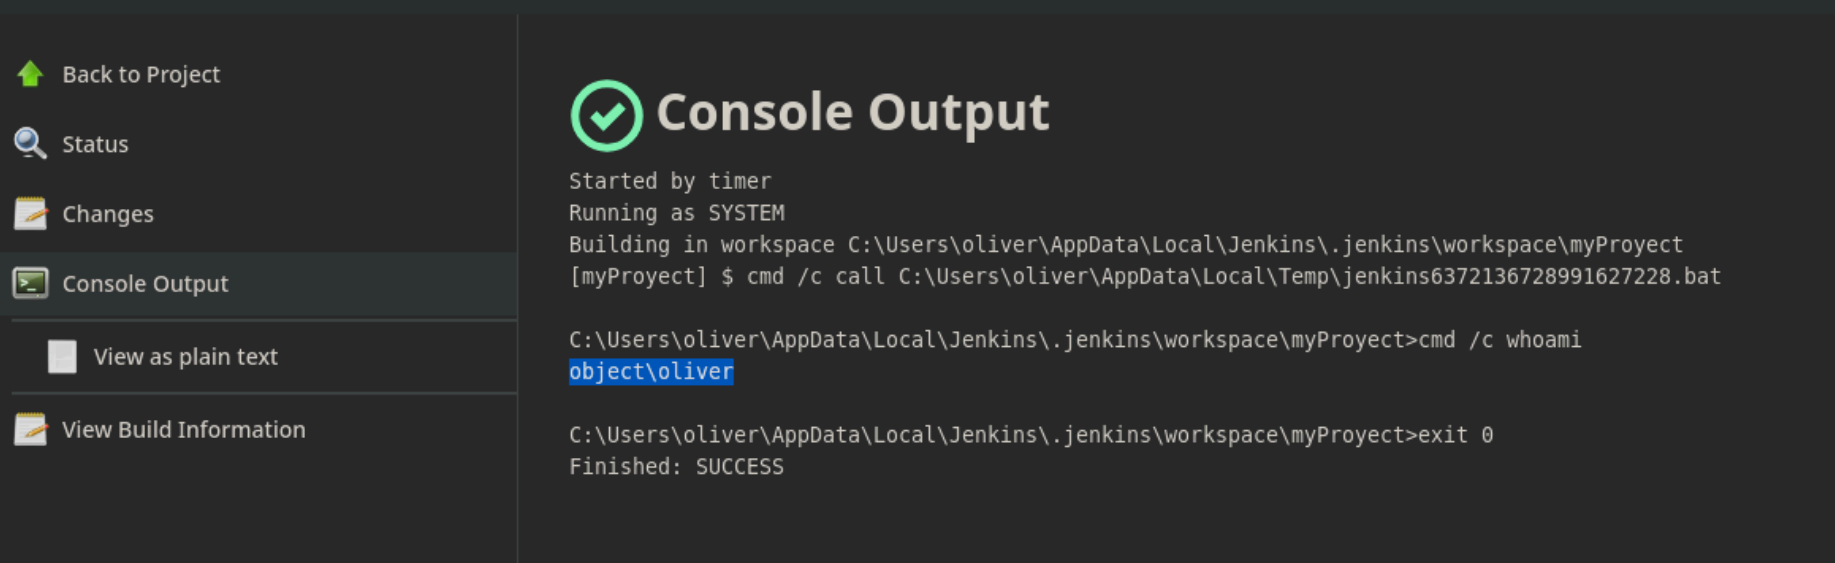 Back to Project
Status
Changes
Console Output
View as plain text
View Build Information
Console Output
Started by timer
Running as SYSTEM
Building in workspace C:\Users\oliver\AppData\Local\Jenkins\.jenkins\workspace\myProyect
[myProyect] $ cmd /c call C:\Users\oliver\AppData\Local\Temp\jenkins6372136728991627228.bat
C:\Users\oliver\AppData\Local\Jenkins\.jenkins\workspace\myProyect>cmd /c whoami
object\oliver
C:\Users\oliver\AppData\Local\Jenkins\.jenkins\workspace\myProyect>exit 0
Finished: SUCCESS